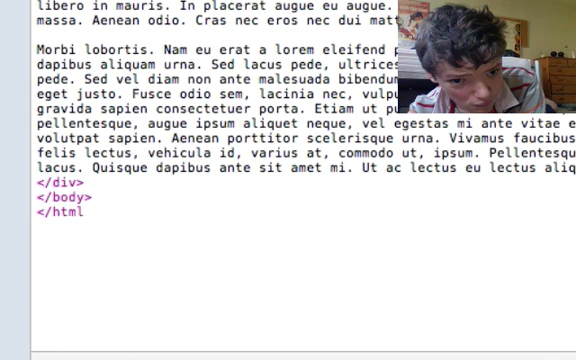 libero in mauris. In placerat augue eu augue.
massa. Aenean odio. Cras nec eros nec dui matt
Morbi lobortis. Nam eu erat a lorem eleifend p
dapibus aliquam urna. Sed lacus pede, ultrices
pede. Sed vel diam non ante malesuada bibendum
eget justo. Fusce odio sem, lacinia nec, vulpu
gravida sapien consectetuer porta. Etiam ut pu
pellentesque, augue ipsum aliquet neque, vel egestas mi ante vitae e
volutpat sapien. Aenean porttitor scelerisque urna. Vivamus faucibus
felis lectus, vehicula id, varius at, commodo ut, ipsum. Pellentesqu
lacus. Quisque dapibus ante sit amet mi. Ut ac lectus eu lectus aliq
</div>
</body>
</html